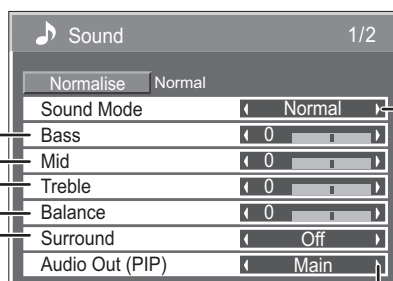 Sound 1/2
Normalise Normal
Sound Mode Normal
Bass 0
Mid 0
Treble 0
Balance 0
Surround Off
Audio Out (PIP) Main